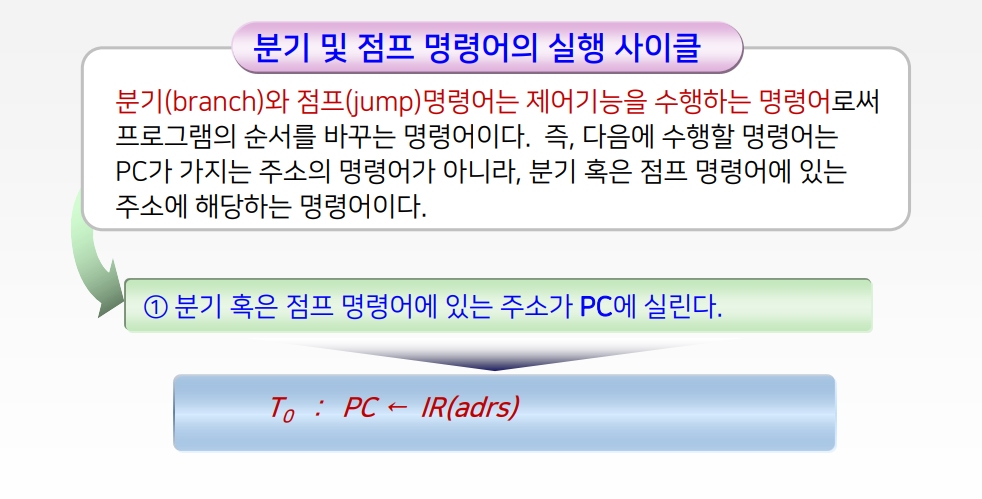 분기 및 점프 명령어의 실행 사이클
분기(branch)와 점프(jump)명령어는 제어기능을 수행하는 명령어로써
프로그램의 순서를 바꾸는 명령어이다. 즉, 다음에 수행할 명령어는
PC가 가지는 주소의 명령어가 아니라, 분기 혹은 점프 명령어에 있는
주소에 해당하는 명령어이다.
① 분기 혹은 점프 명령어에 있는 주소가 PC에 실린다.
T₀ : PC ← IR(adrs)